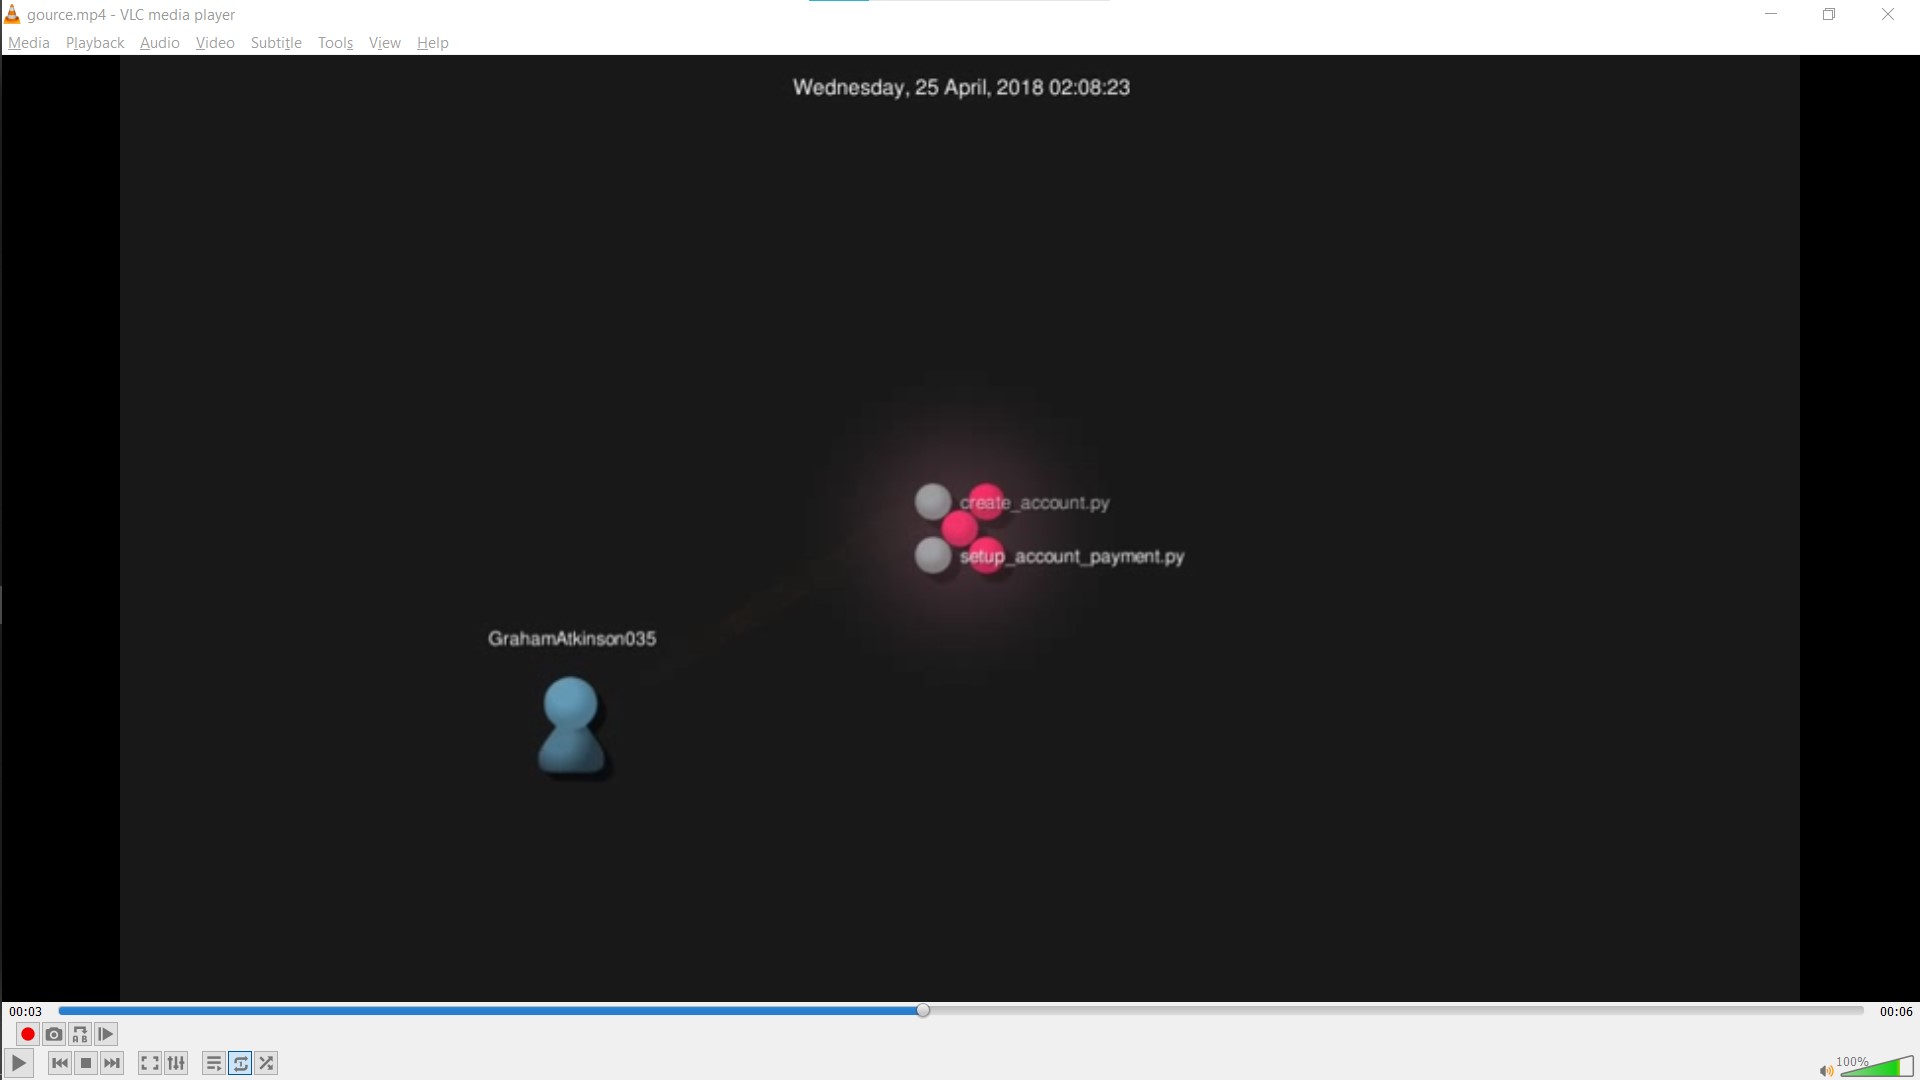 gource.mp4 - VLC media player
Media Playback Audio Video Subtitle Tools View Help
Wednesday, 25 April, 2018 02:08:23
create_account.py
setup_account_payment.py
GrahamAtkinson035
00:03 00:06
A B
100%